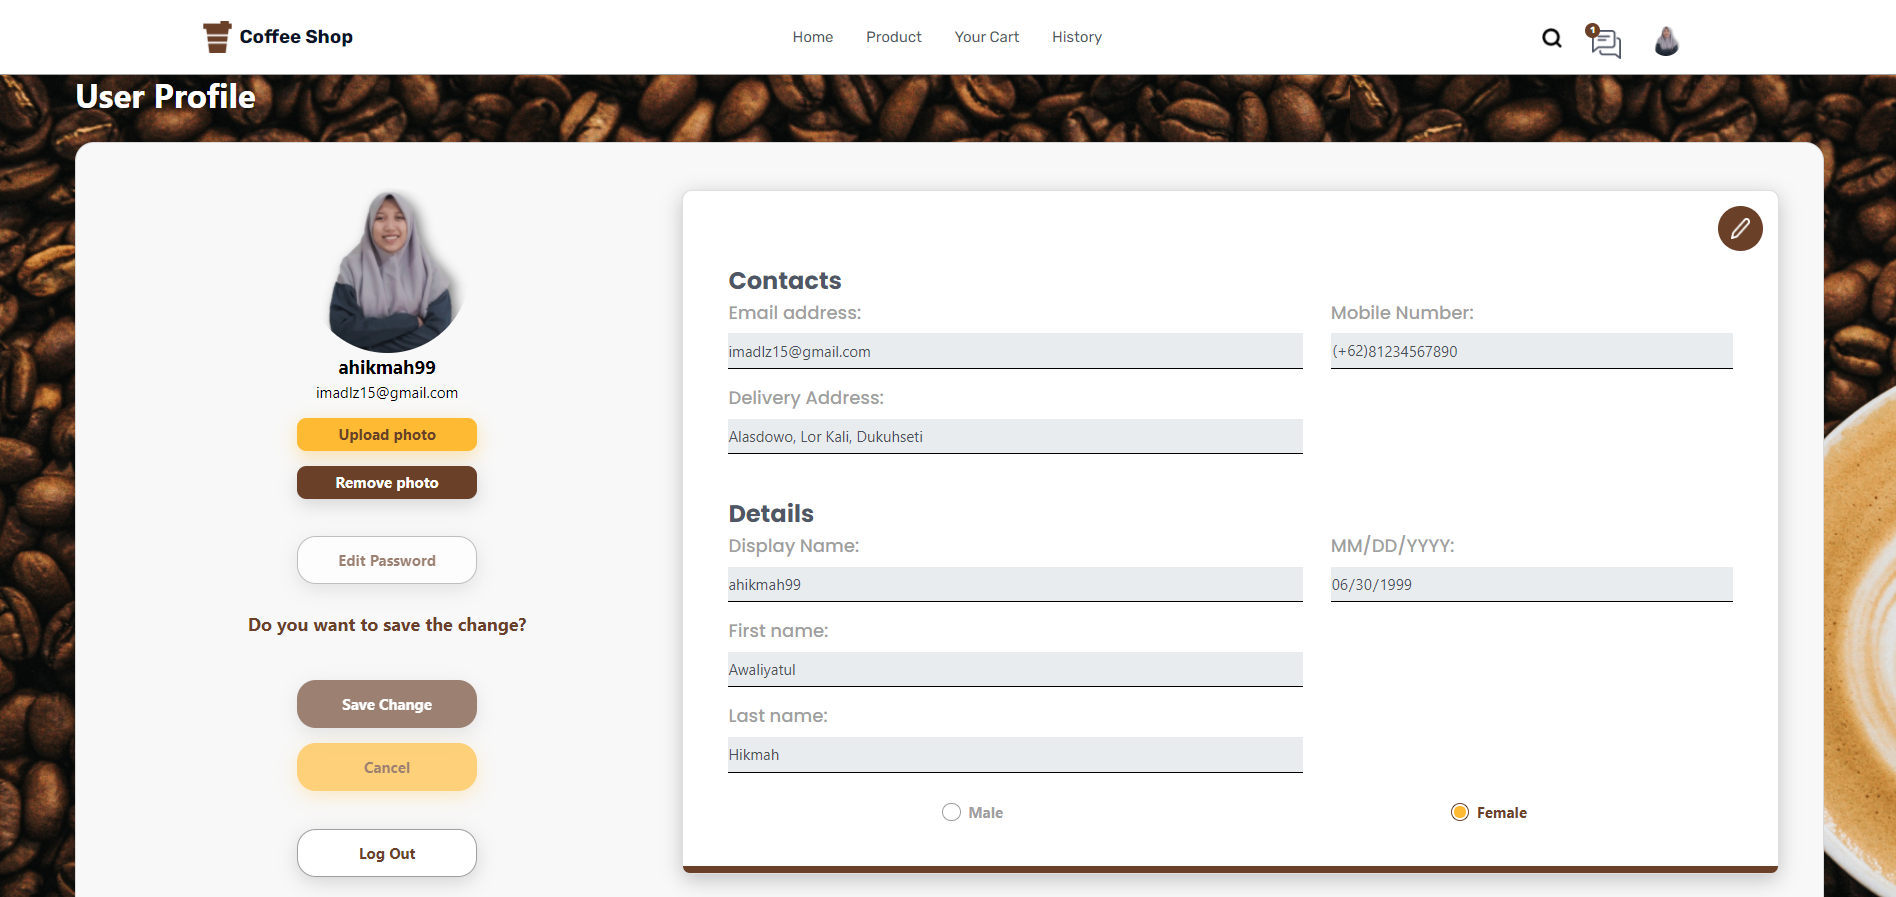 Coffee Shop
Home Product Your Cart History
1
User Profile
ahikmah99
imadlz15@gmail.com
Upload photo
Remove photo
Edit Password
Do you want to save the change?
Save Change
Cancel
Log Out
Contacts
Email address: Mobile Number:
imadlz15@gmail.com (+62)81234567890
Delivery Address:
Alasdowo, Lor Kali, Dukuhseti
Details
Display Name: MM/DD/YYYY:
ahikmah99 06/30/1999
First name:
Awaliyatul
Last name:
Hikmah
Male Female